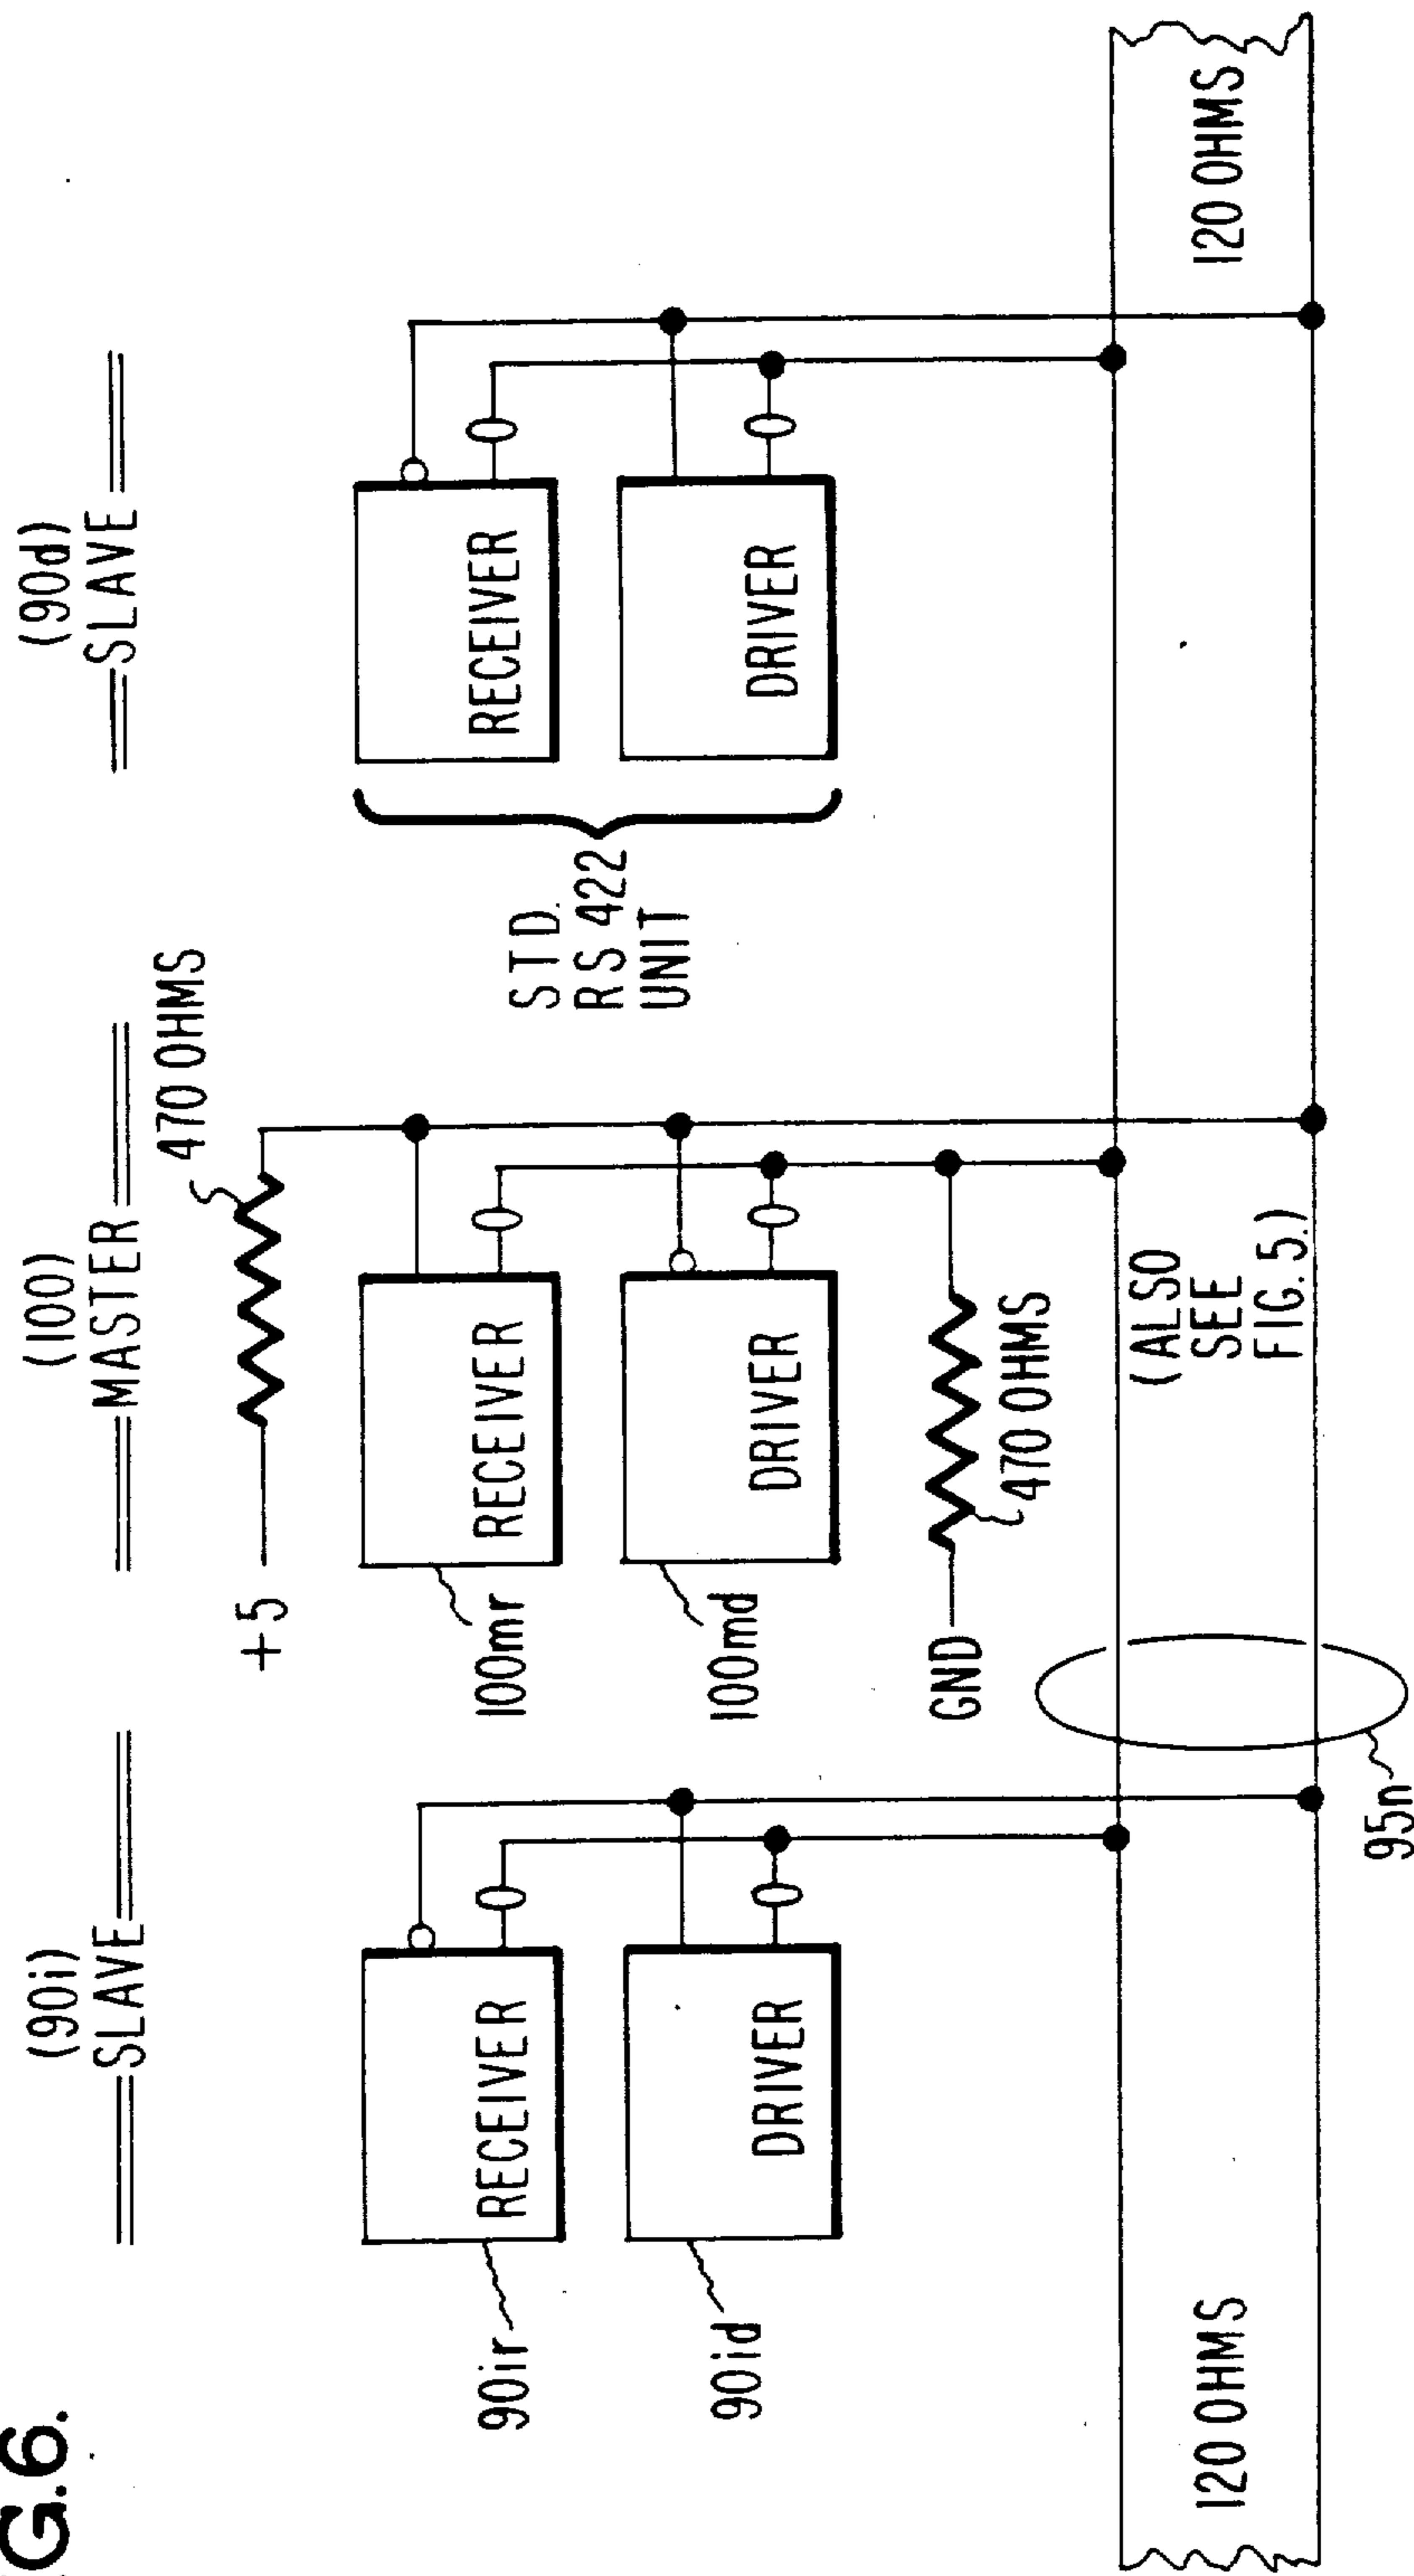 G.6.
(90i)
SLAVE
(100)
MASTER
(90d)
SLAVE
470 OHMS
+5
90ir
RECEIVER
100mr
RECEIVER
STD.
RS 422
UNIT
RECEIVER
90id
DRIVER
100md
DRIVER
DRIVER
GND
470 OHMS
120 OHMS
(ALSO
SEE
FIG. 5.)
120 OHMS
95n